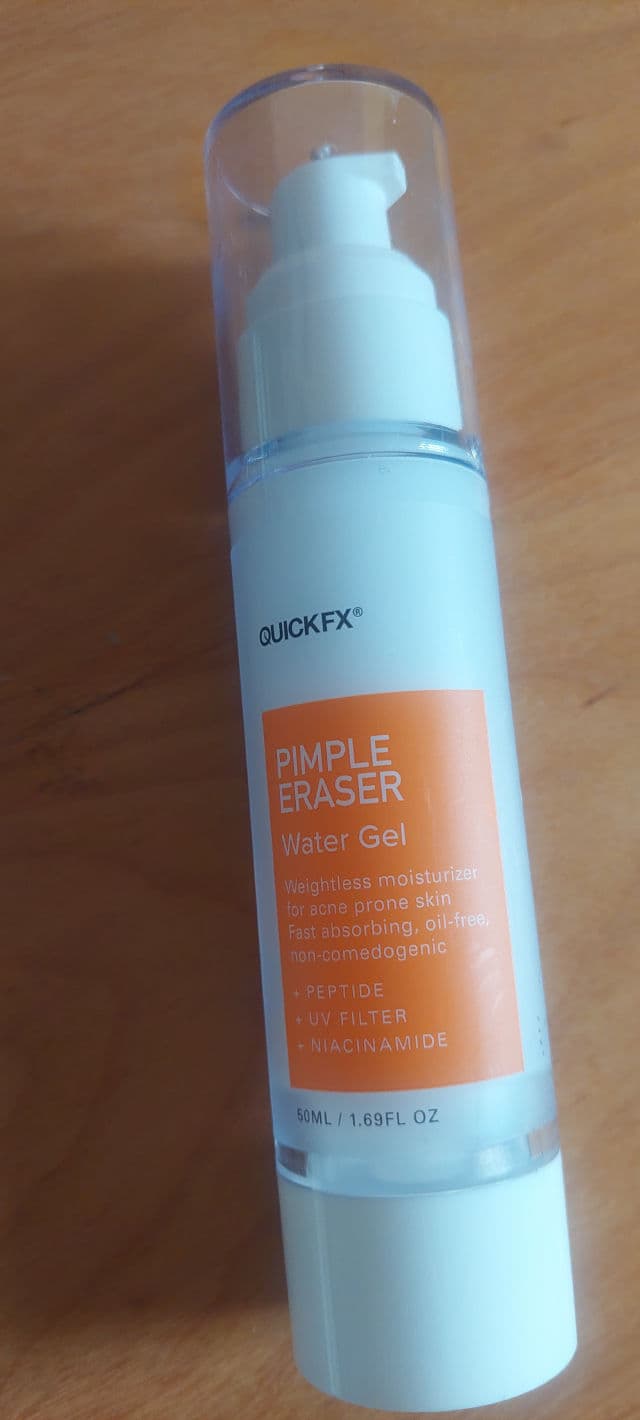 QUICKFX®
PIMPLE
ERASER
Water Gel
Weightless moisturizer
for acne prone skin
Fast absorbing, oil-free,
non-comedogenic
+ PEPTIDE
+ UV FILTER
+ NIACINAMIDE
50ML / 1.69FL OZ